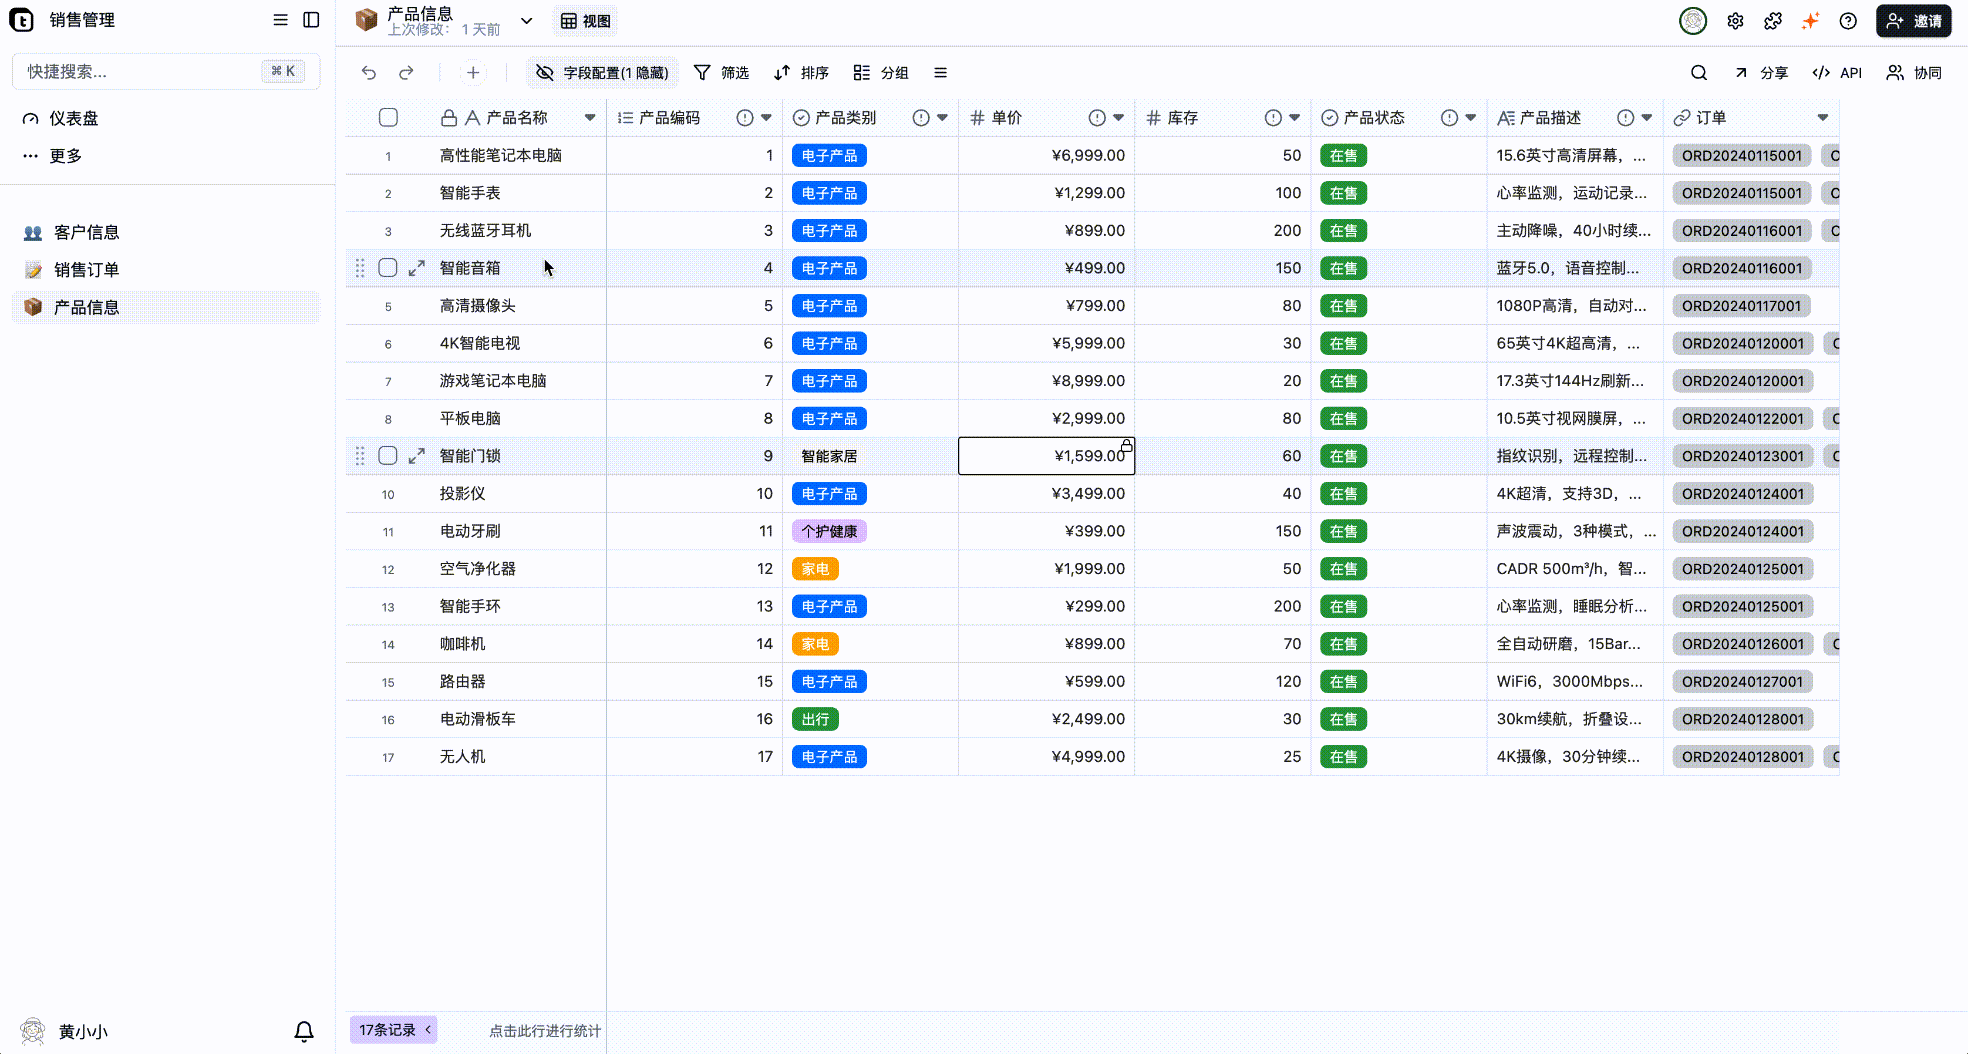 销售管理
快捷搜索...
⌘ K
仪表盘
更多
客户信息
销售订单
产品信息
黄小小
产品信息
上次修改： 1 天前
视图
邀请
字段配置(1 隐藏) 筛选 排序 分组
分享 API 协同
产品名称 产品编码 产品类别 单价 库存 产品状态 产品描述 订单
1 高性能笔记本电脑 1 电子产品 ¥6,999.00 50 在售 15.6英寸高清屏幕，... ORD20240115001
2 智能手表 2 电子产品 ¥1,299.00 100 在售 心率监测，运动记录... ORD20240115001
3 无线蓝牙耳机 3 电子产品 ¥899.00 200 在售 主动降噪，40小时续... ORD20240116001
智能音箱 4 电子产品 ¥499.00 150 在售 蓝牙5.0，语音控制... ORD20240116001
5 高清摄像头 5 电子产品 ¥799.00 80 在售 1080P高清，自动对... ORD20240117001
6 4K智能电视 6 电子产品 ¥5,999.00 30 在售 65英寸4K超高清，... ORD20240120001
7 游戏笔记本电脑 7 电子产品 ¥8,999.00 20 在售 17.3英寸144Hz刷新... ORD20240120001
8 平板电脑 8 电子产品 ¥2,999.00 80 在售 10.5英寸视网膜屏，... ORD20240122001
智能门锁 9 智能家居 ¥1,599.00 60 在售 指纹识别，远程控制... ORD20240123001
10 投影仪 10 电子产品 ¥3,499.00 40 在售 4K超清，支持3D，... ORD20240124001
11 电动牙刷 11 个护健康 ¥399.00 150 在售 声波震动，3种模式，... ORD20240124001
12 空气净化器 12 家电 ¥1,999.00 50 在售 CADR 500m³/h，智... ORD20240125001
13 智能手环 13 电子产品 ¥299.00 200 在售 心率监测，睡眠分析... ORD20240125001
14 咖啡机 14 家电 ¥899.00 70 在售 全自动研磨，15Bar... ORD20240126001
15 路由器 15 电子产品 ¥599.00 120 在售 WiFi6，3000Mbps... ORD20240127001
16 电动滑板车 16 出行 ¥2,499.00 30 在售 30km续航，折叠设... ORD20240128001
17 无人机 17 电子产品 ¥4,999.00 25 在售 4K摄像，30分钟续... ORD20240128001
17条记录 点击此行进行统计